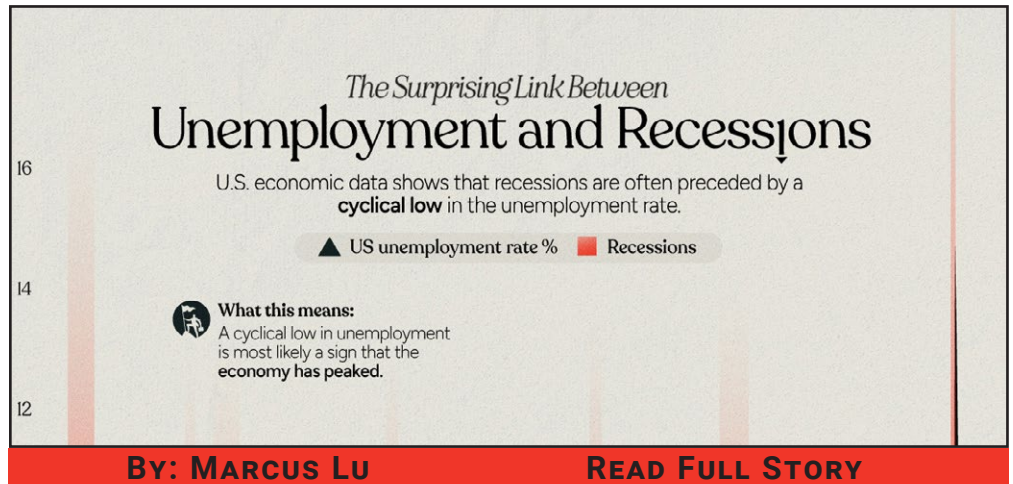 The Surprising Link Between
Unemployment and Recessions
U.S. economic data shows that recessions are often preceded by a
cyclical low in the unemployment rate.
US unemployment rate % Recessions
16
14
What this means:
A cyclical low in unemployment
is most likely a sign that the
economy has peaked.
12
By: Marcus Lu Read Full Story